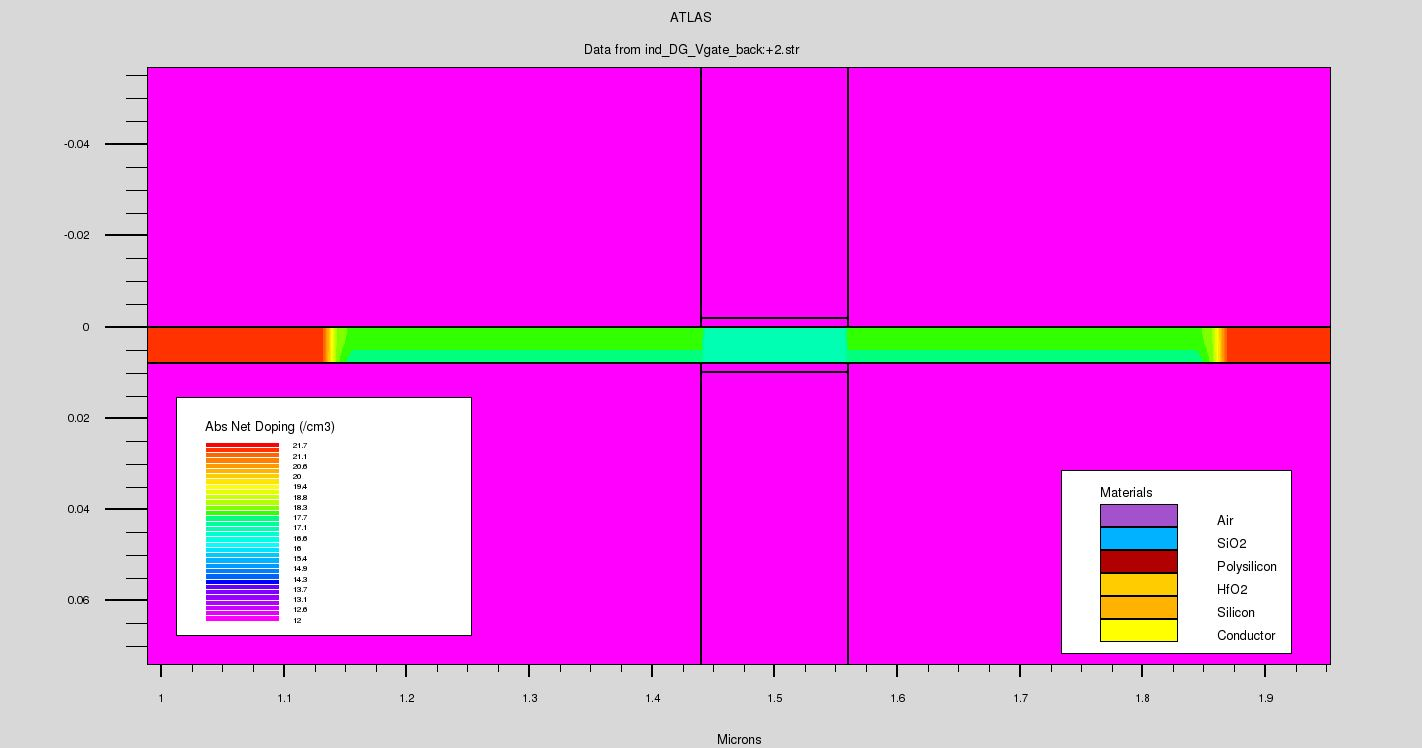 ATLAS
Data from ind_DG_Vgate_back:+2.str
-0.04
-0.02
0
0.02
0.04
0.06
Abs Net Doping (/cm3)
21.7
21.1
20.6
20
19.4
18.8
18.3
17.7
17.1
16.6
16
15.4
14.9
14.3
13.7
13.1
12.6
12
Materials
Air
SiO2
Polysilicon
HfO2
Silicon
Conductor
1 1.1 1.2 1.3 1.4 1.5 1.6 1.7 1.8 1.9
Microns